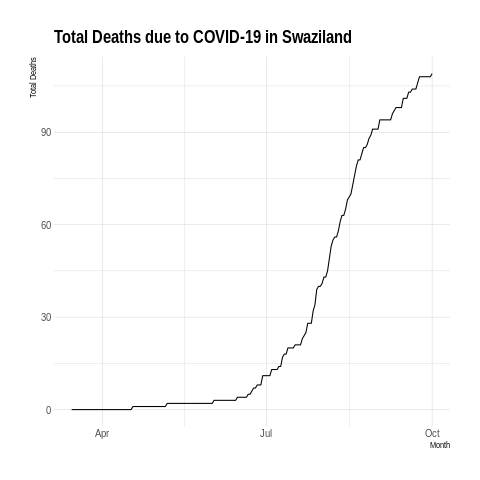 Total Deaths due to COVID-19 in Swaziland
Total Deaths
90
60
30
0
Apr
Jul
Oct
Month